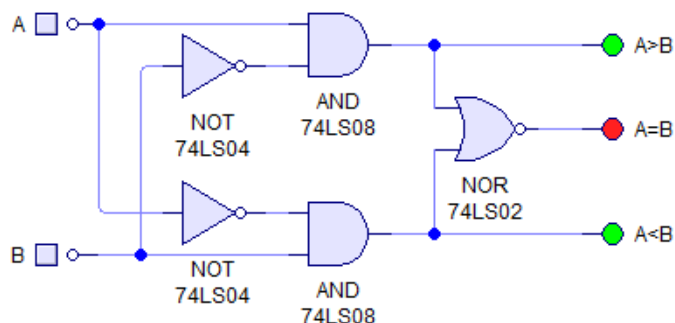 A
A>B
AND
74LS08
NOT
74LS04
A=B
NOR
74LS02
B
A<B
NOT
74LS04
AND
74LS08